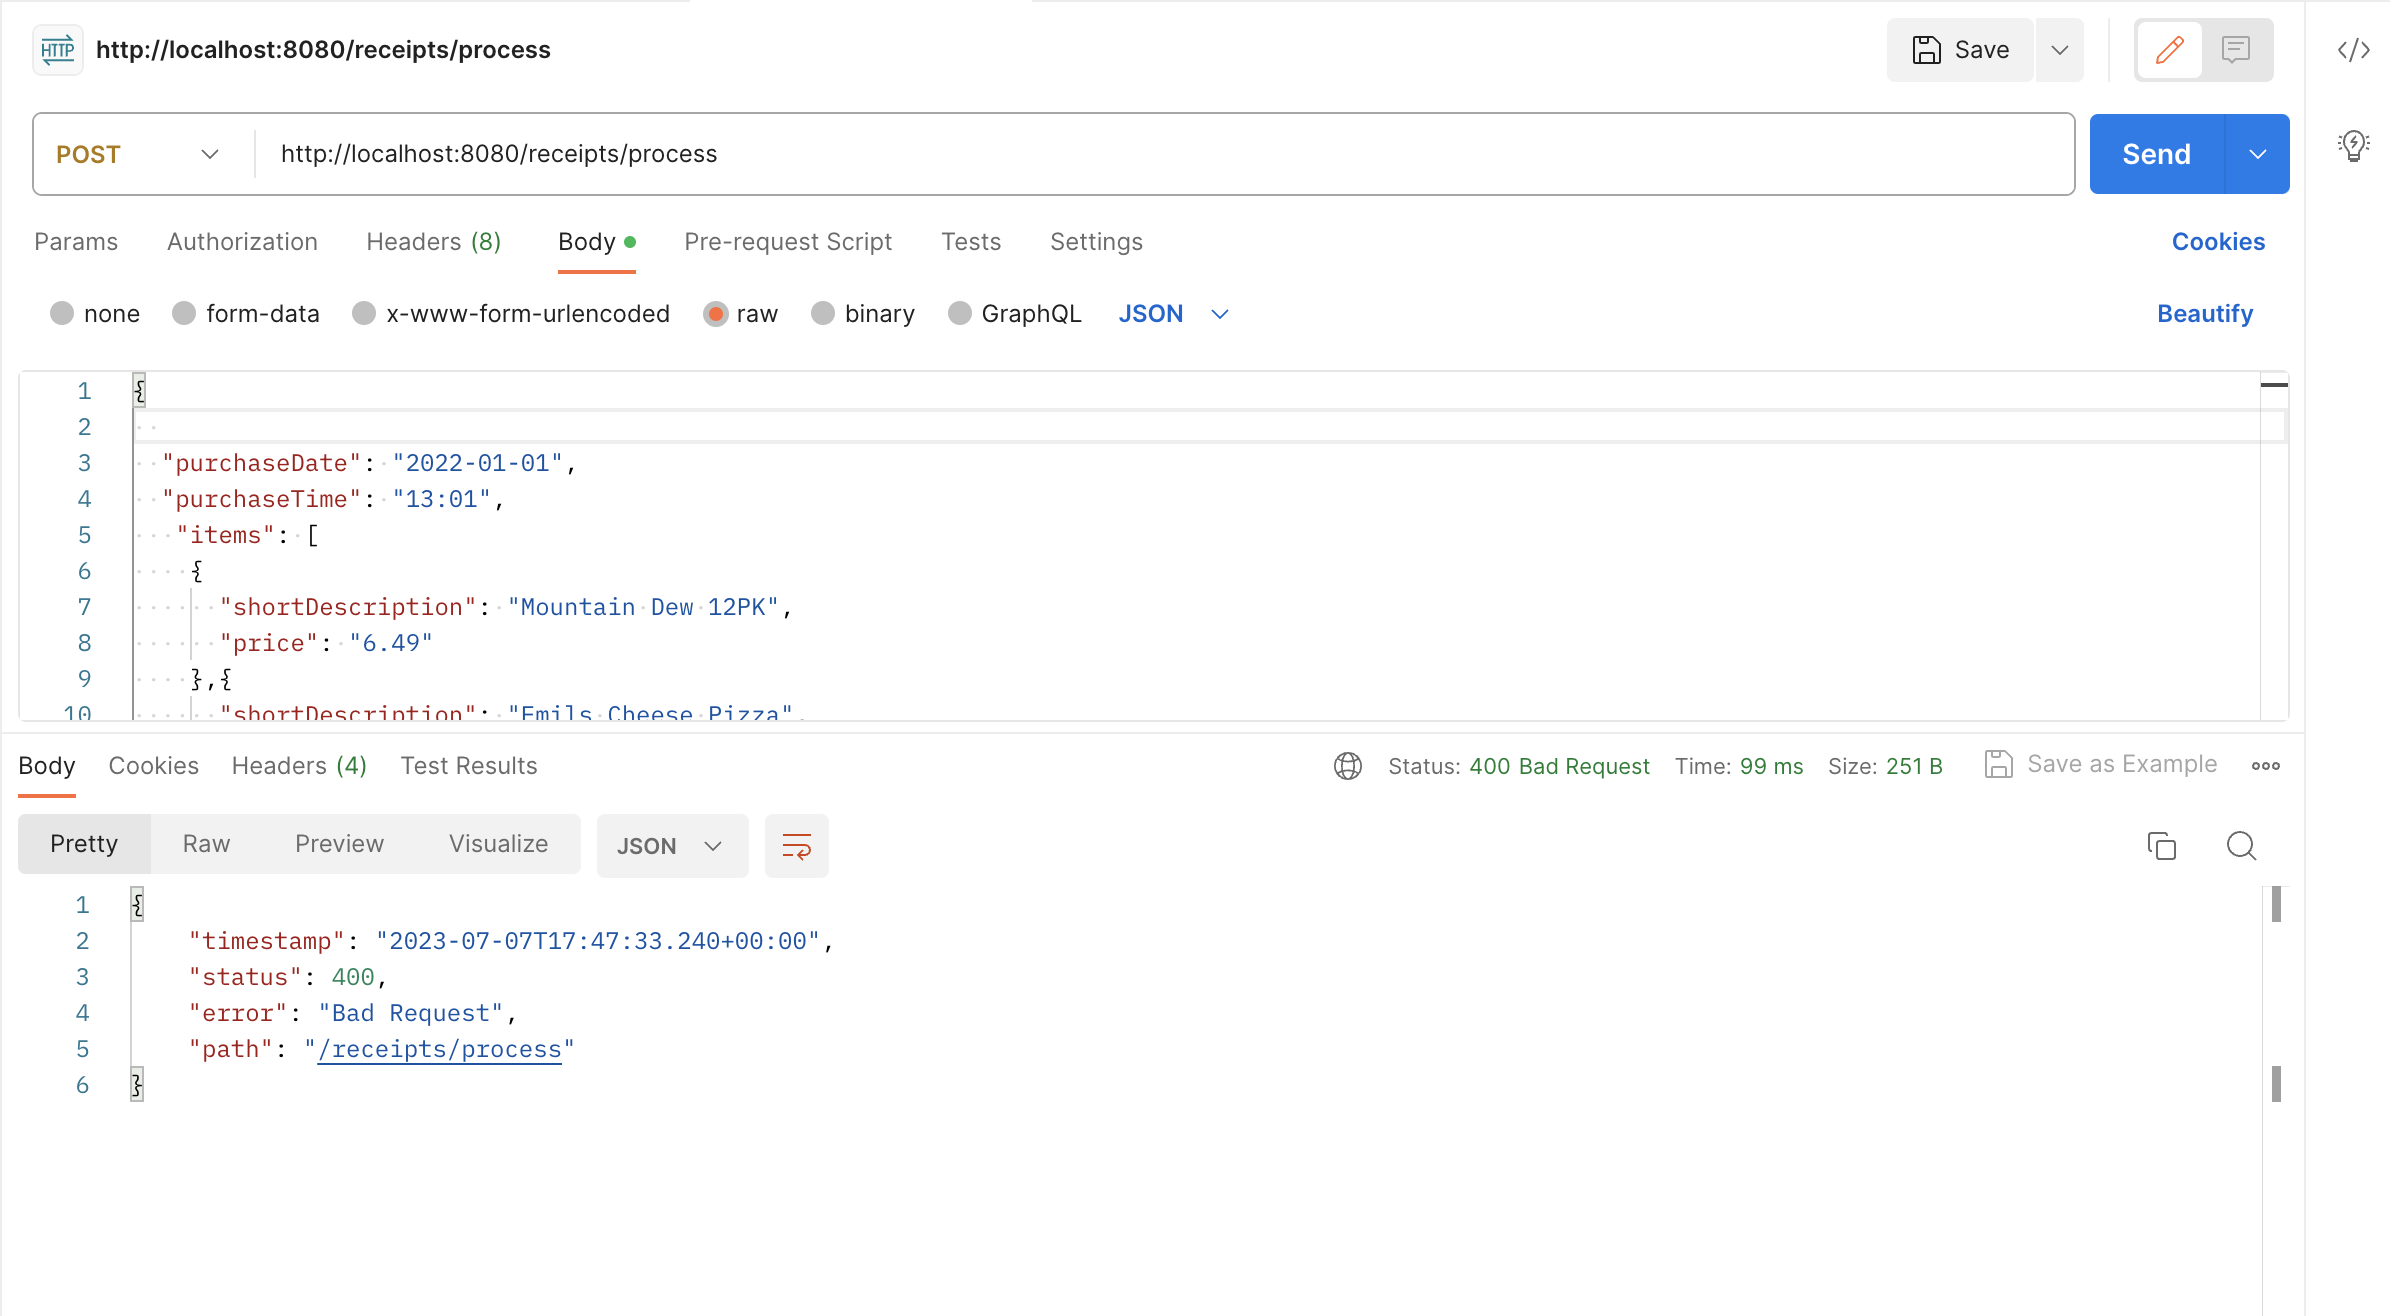 HTTP http://localhost:8080/receipts/process Save
POST http://localhost:8080/receipts/process Send
Params Authorization Headers (8) Body Pre-request Script Tests Settings Cookies
none form-data x-www-form-urlencoded raw binary GraphQL JSON Beautify
1 {
2
3 "purchaseDate": "2022-01-01",
4 "purchaseTime": "13:01",
5 "items": [
6 {
7 "shortDescription": "Mountain Dew 12PK",
8 "price": "6.49"
9 },{
10 "shortDescription": "Emils Cheese Pizza",
Body Cookies Headers (4) Test Results Status: 400 Bad Request Time: 99 ms Size: 251 B Save as Example
Pretty Raw Preview Visualize JSON
1 {
2 "timestamp": "2023-07-07T17:47:33.240+00:00",
3 "status": 400,
4 "error": "Bad Request",
5 "path": "/receipts/process"
6 }